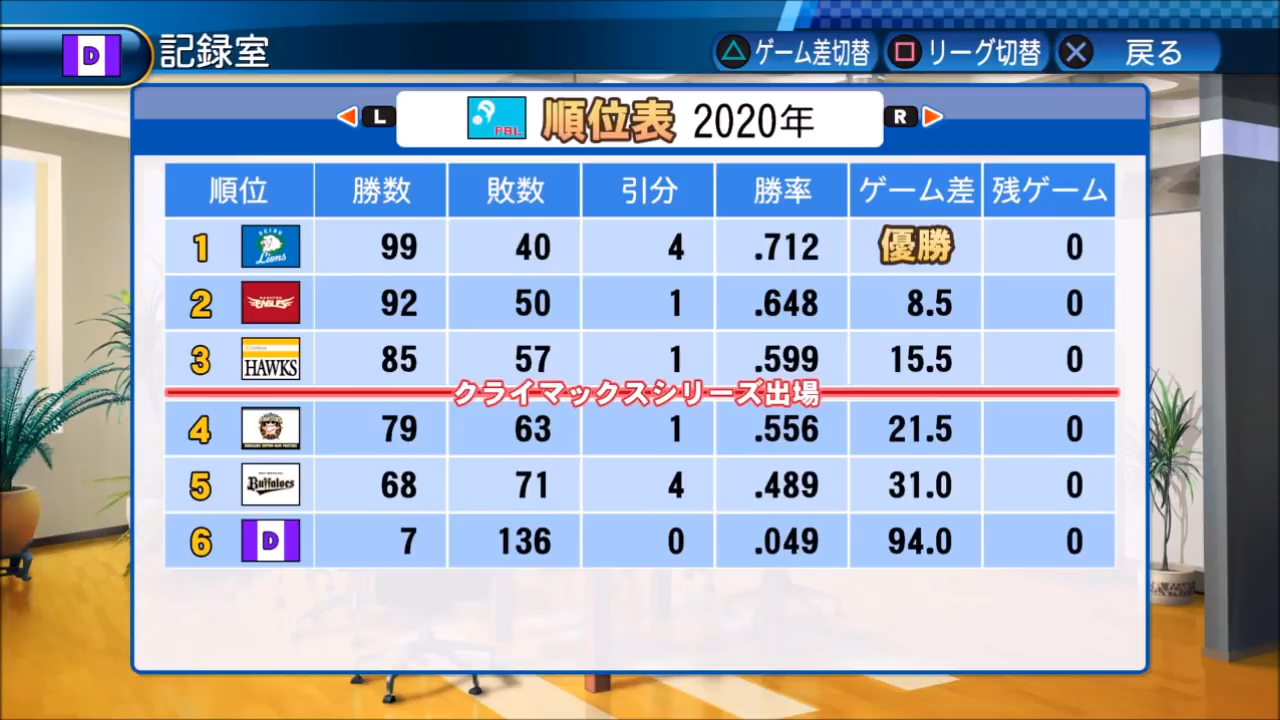 D 記録室 △ ゲーム差切替 □ リーグ切替 × 戻る
L PBL 順位表 2020年 R
順位 勝数 敗数 引分 勝率 ゲーム差 残ゲーム
1 Lions 99 40 4 .712 優勝 0
2 EAGLES 92 50 1 .648 8.5 0
3 HAWKS 85 57 1 .599 15.5 0
クライマックスシリーズ出場
4 79 63 1 .556 21.5 0
5 Buffaloes 68 71 4 .489 31.0 0
6 D 7 136 0 .049 94.0 0